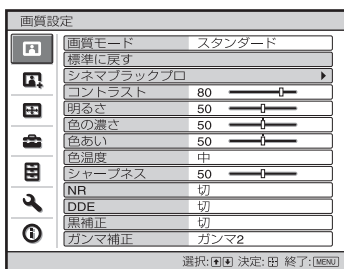 画質設定
画質モード スタンダード
標準に戻す
シネマブラックプロ
コントラスト 80
明るさ 50
色の濃さ 50
色あい 50
色温度 中
シャープネス 50
NR 切
DDE 切
黒補正 切
ガンマ補正 ガンマ2
選択: 決定: 終了: MENU